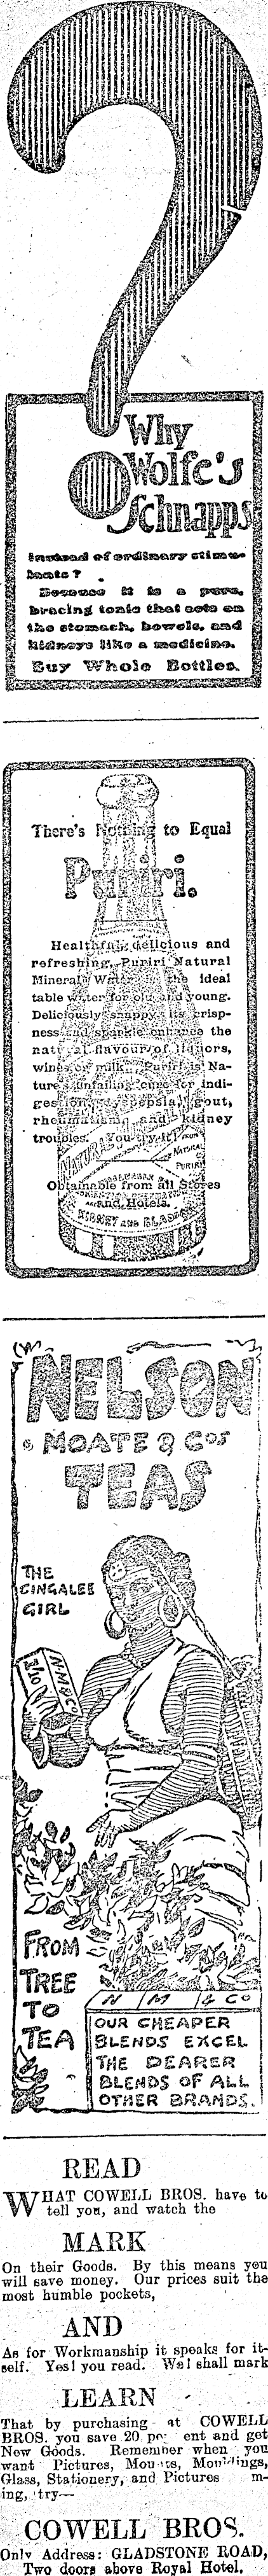 ?
Why
Wolfe's
Schnapps
Instead of ordinary stimu-
lants ?
Because it is a pure,
bracing tonic that acts on
the stomach, bowels, and
kidneys like a medicine.
Buy Whole Bottles.
There's Nothing to Equal
Puriri.
Healthful, delicious and
refreshing, Puriri Natural
Mineral Water the ideal
table water for old and young.
Deliciously snappy, its crisp-
ness and sparkle enhance the
natural flavour of liquors,
wines or milk. Puriri is Na-
ture's unfailing cure for indi-
gestion, dyspepsia, gout,
rheumatism and kidney
troubles. You try it!
NATURAL
PURIRI
Obtainable from all Stores
and Hotels.
KIDNEY AND BLADDER
NELSON
MOATE & Co's
TEAS
THE
CINGALEE
GIRL
N.M & Co
1/10
FROM
TREE
TO
TEA
N M & Co
OUR CHEAPER
BLENDS EXCEL
THE DEARER
BLENDS OF ALL
OTHER BRANDS.
READ
WHAT COWELL BROS. have to
tell you, and watch the
MARK
On their Goods. By this means you
will save money. Our prices suit the
most humble pockets,
AND
As for Workmanship it speaks for it-
self. Yes! you read. We! shall mark
LEARN
That by purchasing at COWELL
BROS. you save 20 per cent and get
New Goods. Remember when you
want Pictures, Mounts, Mouldings,
Glass, Stationery, and Pictures m-
ing, try—
COWELL BROS.
Only Address: GLADSTONE ROAD,
Two doors above Royal Hotel.